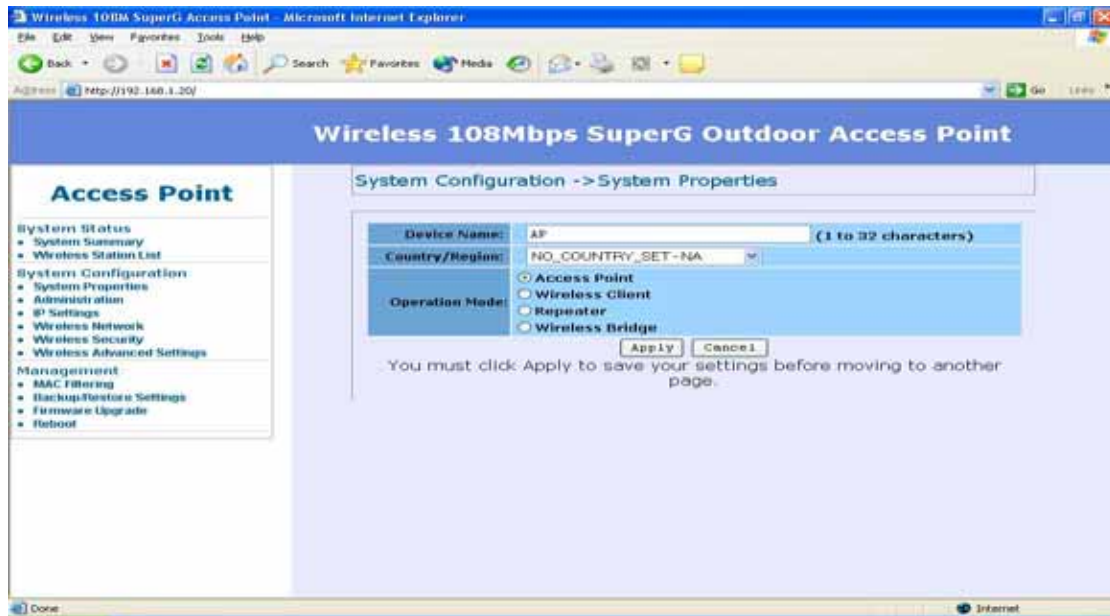 Wireless 108M SuperG Access Point - Microsoft Internet Explorer
File Edit View Favorites Tools Help
Back Search Favorites Media
Address http://192.168.1.20/ Go
Wireless 108Mbps SuperG Outdoor Access Point
Access Point
System Status
System Summary
Wireless Station List
System Configuration
System Properties
Administration
IP Settings
Wireless Network
Wireless Security
Wireless Advanced Settings
Management
MAC Filtering
Backup/Restore Settings
Firmware Upgrade
Reboot
System Configuration ->System Properties
Device Name: AP (1 to 32 characters)
Country/Region: NO_COUNTRY_SET-NA
Operation Mode:
Access Point
Wireless Client
Repeater
Wireless Bridge
Apply Cancel
You must click Apply to save your settings before moving to another
page.
Done Internet